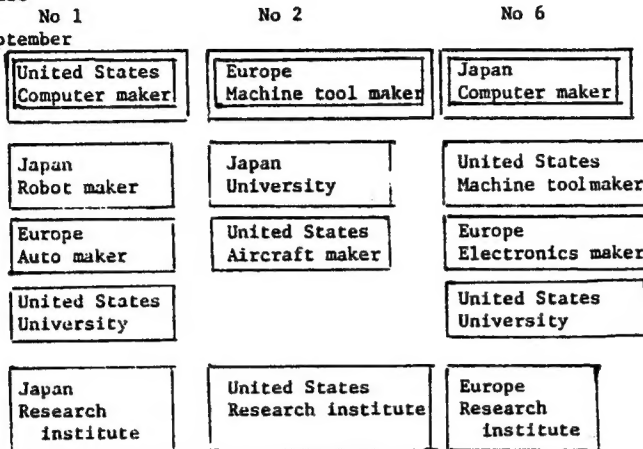 No 1
No 2
No 6
ptember
United States
Computer maker
Europe
Machine tool maker
Japan
Computer maker
Japan
Robot maker
Japan
University
United States
Machine toolmaker
Europe
Auto maker
United States
Aircraft maker
Europe
Electronics maker
United States
University
United States
University
Japan
Research
institute
United States
Research institute
Europe
Research
institute